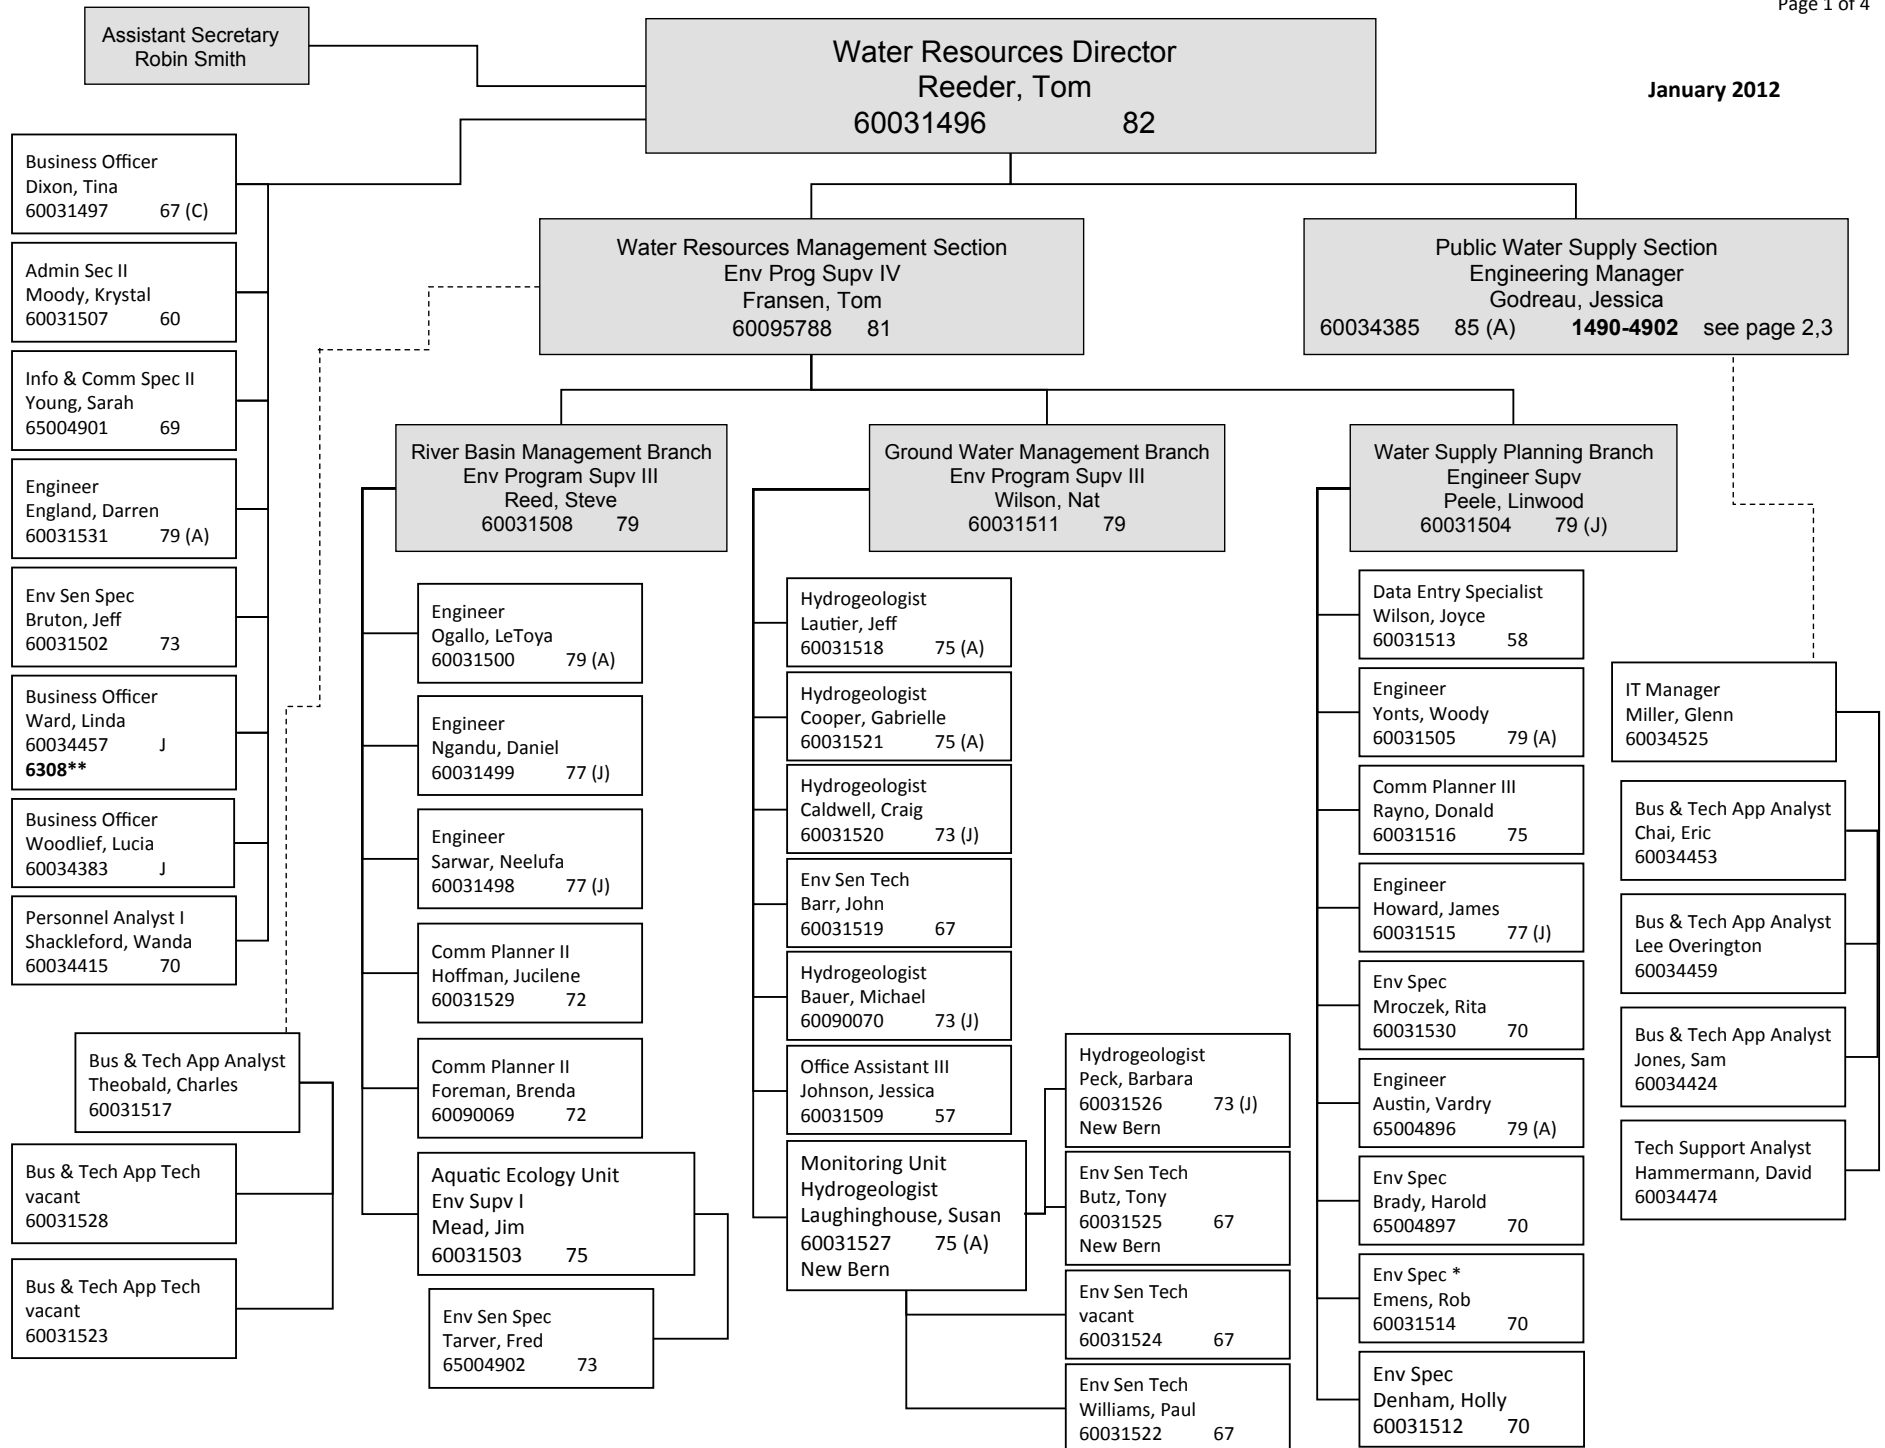 Page 1 of 4
Assistant Secretary
Robin Smith
Water Resources Director
Reeder, Tom
60031496 82
January 2012
Business Officer
Dixon, Tina
60031497 67 (C)
Admin Sec II
Moody, Krystal
60031507 60
Info & Comm Spec II
Young, Sarah
65004901 69
Engineer
England, Darren
60031531 79 (A)
Env Sen Spec
Bruton, Jeff
60031502 73
Business Officer
Ward, Linda
60034457 J
6308**
Business Officer
Woodlief, Lucia
60034383 J
Personnel Analyst I
Shackleford, Wanda
60034415 70
Water Resources Management Section
Env Prog Supv IV
Fransen, Tom
60095788 81
Public Water Supply Section
Engineering Manager
Godreau, Jessica
60034385 85 (A) 1490-4902 see page 2,3
River Basin Management Branch
Env Program Supv III
Reed, Steve
60031508 79
Ground Water Management Branch
Env Program Supv III
Wilson, Nat
60031511 79
Water Supply Planning Branch
Engineer Supv
Peele, Linwood
60031504 79 (J)
Bus & Tech App Analyst
Theobald, Charles
60031517
Bus & Tech App Tech
vacant
60031528
Bus & Tech App Tech
vacant
60031523
Engineer
Ogallo, LeToya
60031500 79 (A)
Engineer
Ngandu, Daniel
60031499 77 (J)
Engineer
Sarwar, Neelufa
60031498 77 (J)
Comm Planner II
Hoffman, Jucilene
60031529 72
Comm Planner II
Foreman, Brenda
60090069 72
Aquatic Ecology Unit
Env Supv I
Mead, Jim
60031503 75
Env Sen Spec
Tarver, Fred
65004902 73
Hydrogeologist
Lautier, Jeff
60031518 75 (A)
Hydrogeologist
Cooper, Gabrielle
60031521 75 (A)
Hydrogeologist
Caldwell, Craig
60031520 73 (J)
Env Sen Tech
Barr, John
60031519 67
Hydrogeologist
Bauer, Michael
60090070 73 (J)
Office Assistant III
Johnson, Jessica
60031509 57
Monitoring Unit
Hydrogeologist
Laughinghouse, Susan
60031527 75 (A)
New Bern
Hydrogeologist
Peck, Barbara
60031526 73 (J)
New Bern
Env Sen Tech
Butz, Tony
60031525 67
New Bern
Env Sen Tech
vacant
60031524 67
Env Sen Tech
Williams, Paul
60031522 67
Data Entry Specialist
Wilson, Joyce
60031513 58
Engineer
Yonts, Woody
60031505 79 (A)
Comm Planner III
Rayno, Donald
60031516 75
Engineer
Howard, James
60031515 77 (J)
Env Spec
Mroczek, Rita
60031530 70
Engineer
Austin, Vardry
65004896 79 (A)
Env Spec
Brady, Harold
65004897 70
Env Spec *
Emens, Rob
60031514 70
Env Spec
Denham, Holly
60031512 70
IT Manager
Miller, Glenn
60034525
Bus & Tech App Analyst
Chai, Eric
60034453
Bus & Tech App Analyst
Lee Overington
60034459
Bus & Tech App Analyst
Jones, Sam
60034424
Tech Support Analyst
Hammermann, David
60034474